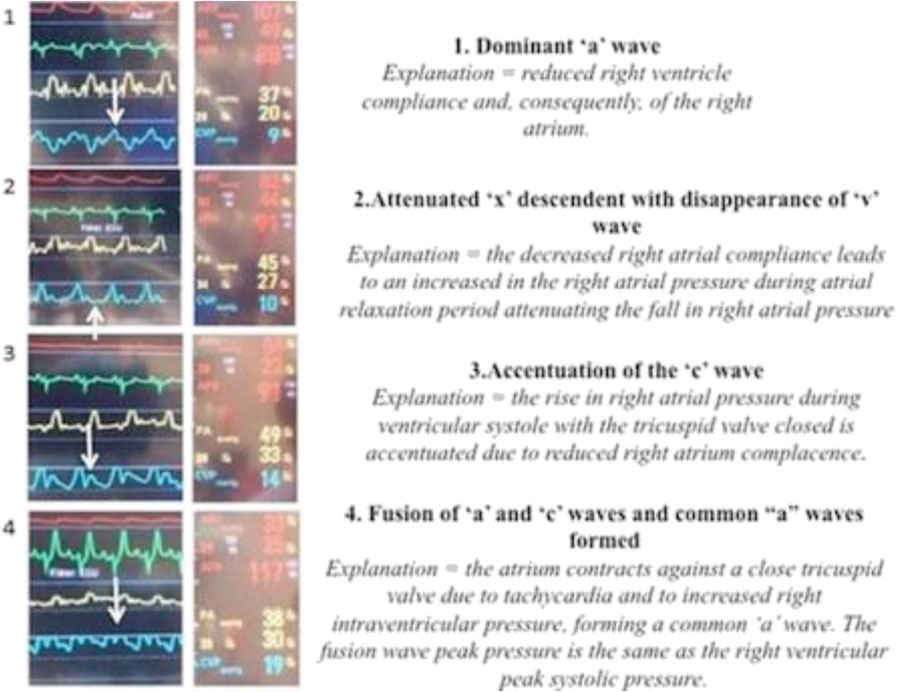 1
1. Dominant ‘a’ wave
Explanation = reduced right ventricle
compliance and, consequently, of the right
atrium.
PA 37
20
CVP 9
2
2.Attenuated ‘x’ descendent with disappearance of ‘v’
wave
Explanation = the decreased right atrial compliance leads
to an increased in the right atrial pressure during atrial
relaxation period attenuating the fall in right atrial pressure
PA 45
27
CVP 10
3
3.Accentuation of the ‘c’ wave
Explanation = the rise in right atrial pressure during
ventricular systole with the tricuspid valve closed is
accentuated due to reduced right atrium complacence.
PA 49
33
CVP 14
4
4. Fusion of ‘a’ and ‘c’ waves and common “a” waves
formed
Explanation = the atrium contracts against a close tricuspid
valve due to tachycardia and to increased right
intraventricular pressure, forming a common ‘a’ wave. The
fusion wave peak pressure is the same as the right ventricular
peak systolic pressure.
117
PA 38
30
CVP 19